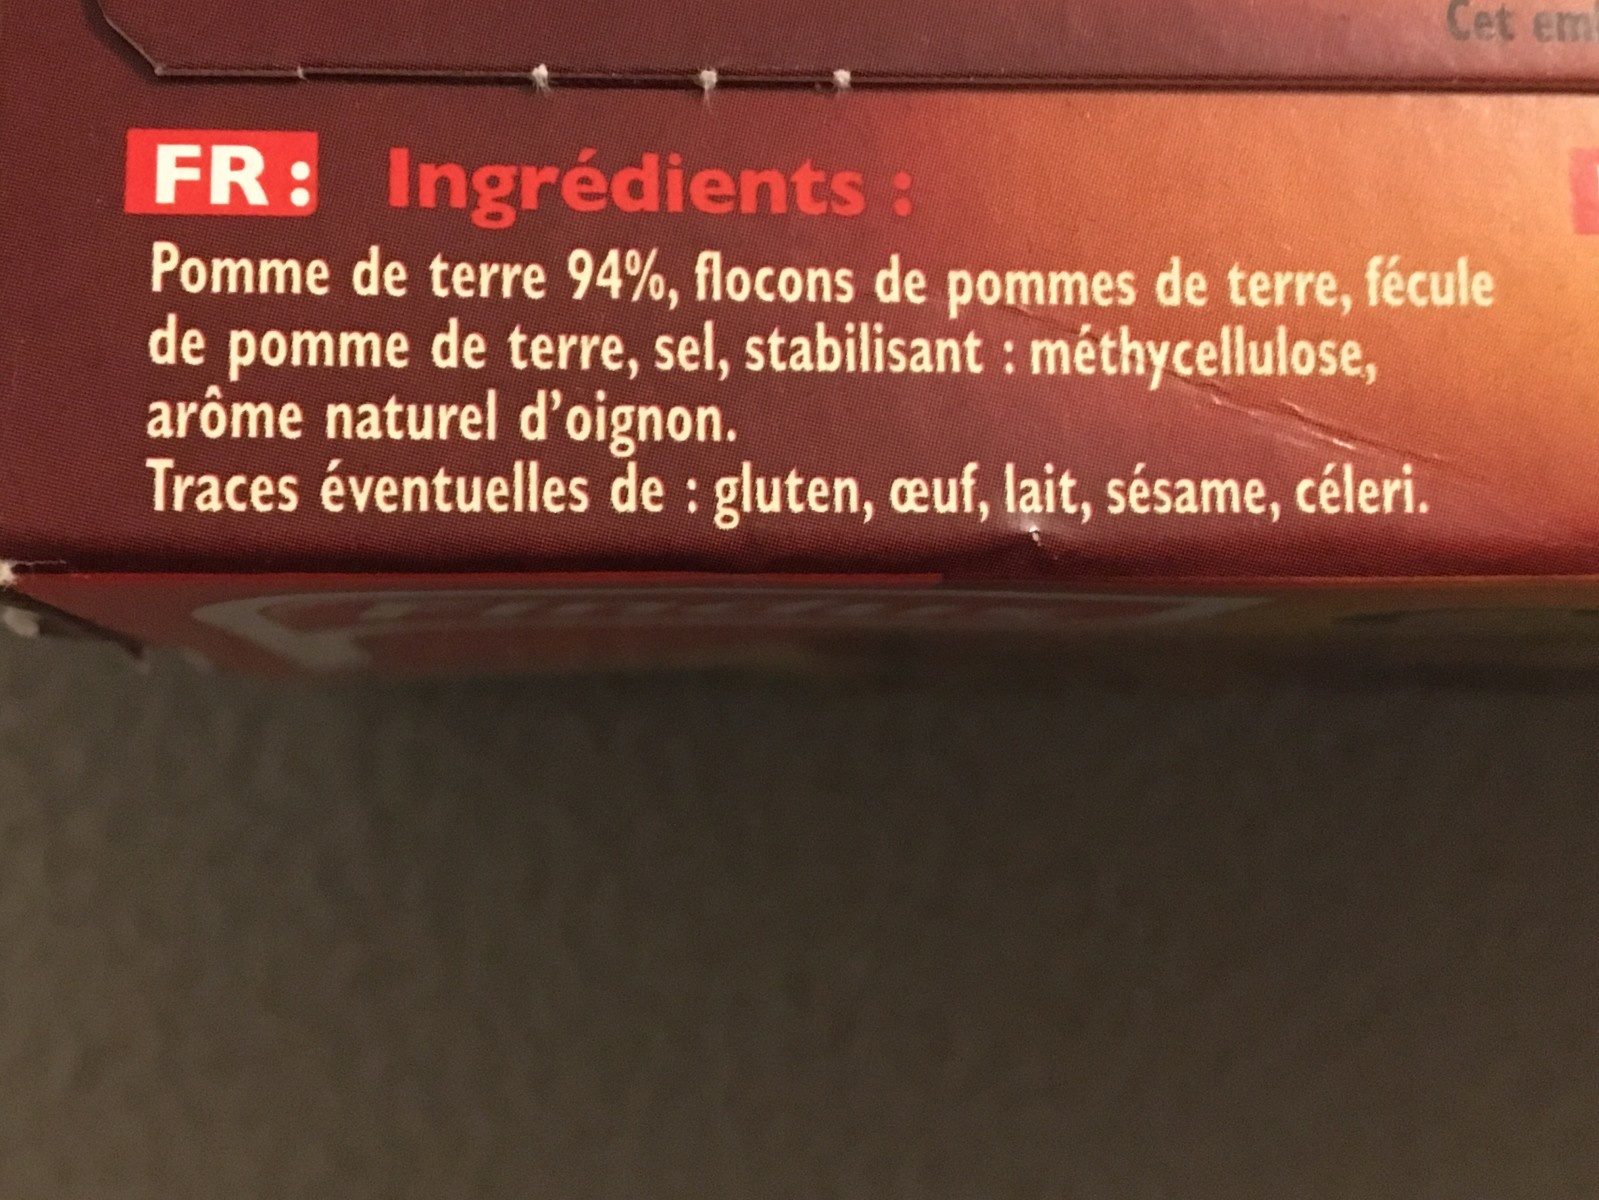 Cet
FR : Ingrédients :
Pomme de terre 94%, flocons de pommes de terre, fécule
de pomme de terre, sel, stabilisant : méthycellulose,
arôme naturel d'oignon.
Traces éventuelles de : gluten, œuf, lait, sésame, céleri.